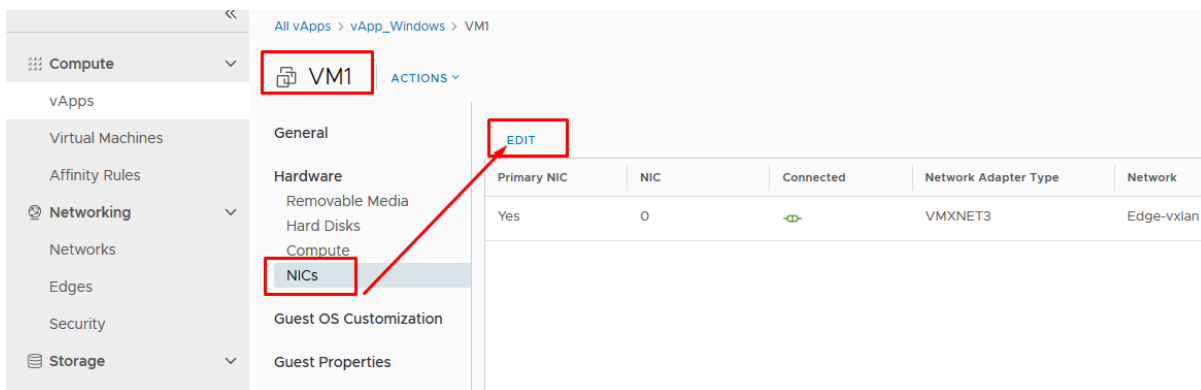 All vApps > vApp_Windows > VM1
Compute
vApps
Virtual Machines
Affinity Rules
Networking
Networks
Edges
Security
Storage
VM1
ACTIONS
General
Hardware
Removable Media
Hard Disks
Compute
NICs
Guest OS Customization
Guest Properties
EDIT
Primary NIC NIC Connected Network Adapter Type Network
Yes 0 VMXNET3 Edge-vxlan